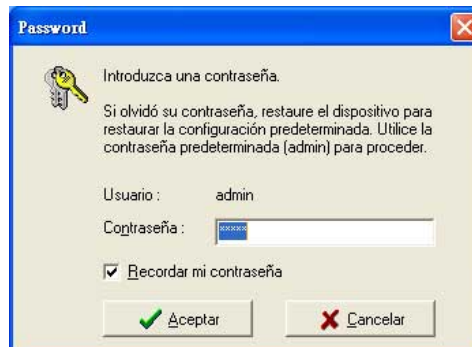 Password
Introduzca una contraseña.
Si olvidó su contraseña, restaure el dispositivo para
restaurar la configuración predeterminada. Utilice la
contraseña predeterminada (admin) para proceder.
Usuario : admin
Contraseña : *****
Recordar mi contraseña
Aceptar Cancelar